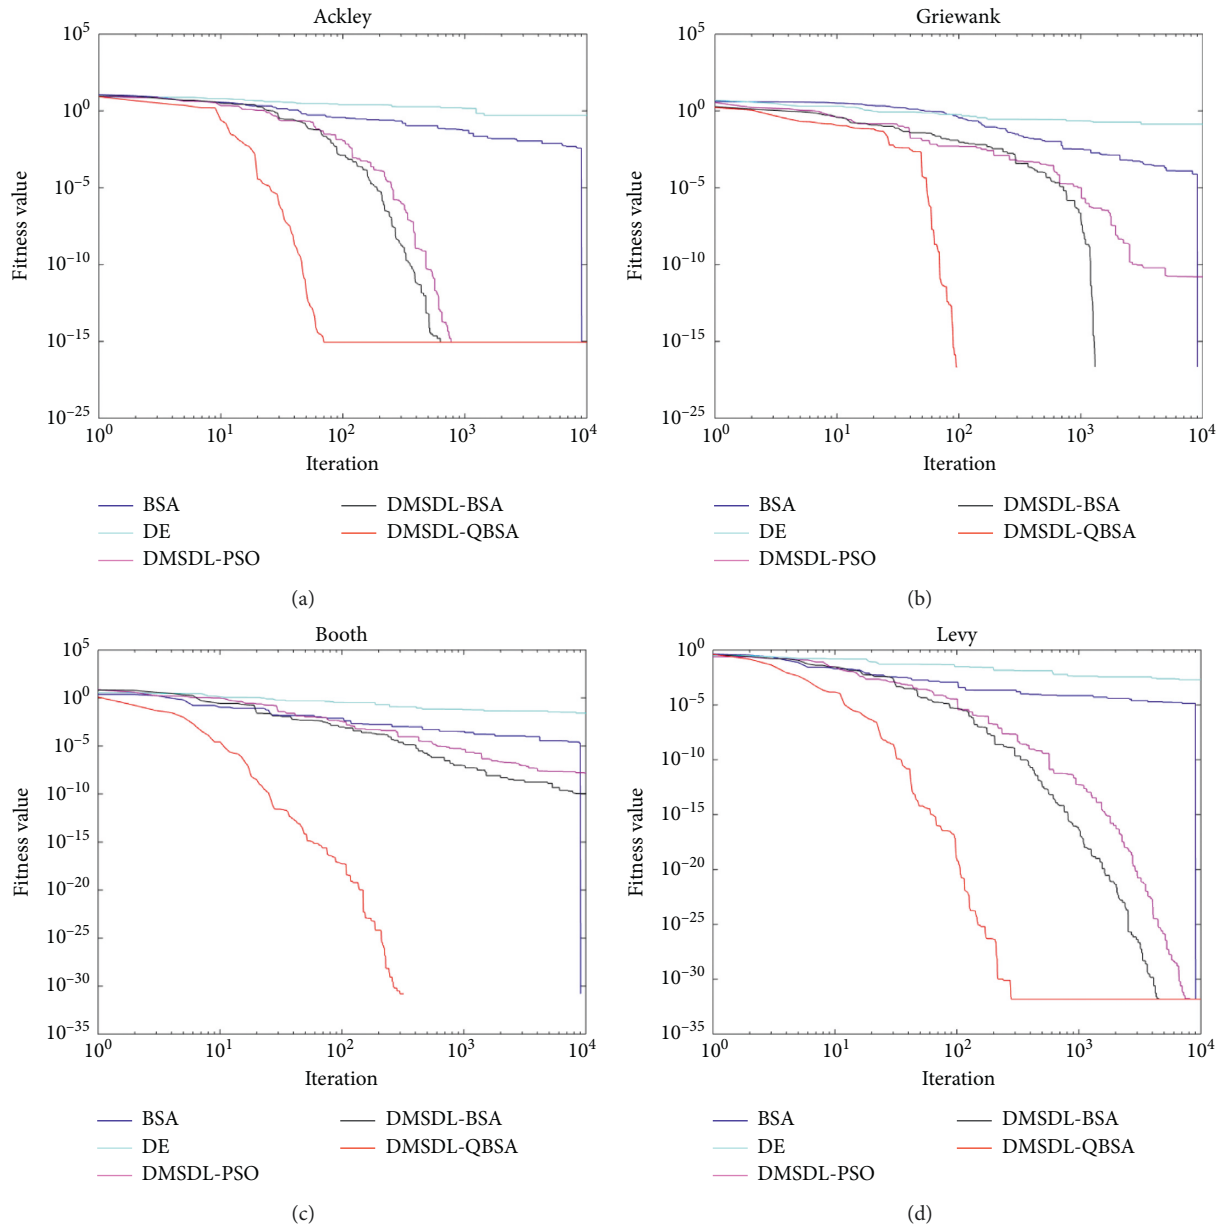 Ackley
10^5
10^0
10^−5
10^−10
10^−15
10^−25
Fitness value
10^0 10^1 10^2 10^3 10^4
Iteration
BSA
DE
DMSDL-PSO
DMSDL-BSA
DMSDL-QBSA
(a)
Griewank
10^5
10^0
10^−5
10^−10
10^−15
10^−25
Fitness value
10^0 10^1 10^2 10^3 10^4
Iteration
BSA
DE
DMSDL-PSO
DMSDL-BSA
DMSDL-QBSA
(b)
Booth
10^5
10^0
10^−5
10^−10
10^−15
10^−20
10^−25
10^−30
10^−35
Fitness value
10^0 10^1 10^2 10^3 10^4
Iteration
BSA
DE
DMSDL-PSO
DMSDL-BSA
DMSDL-QBSA
(c)
Levy
10^0
10^−5
10^−10
10^−15
10^−20
10^−25
10^−30
10^−35
Fitness value
10^0 10^1 10^2 10^3 10^4
Iteration
BSA
DE
DMSDL-PSO
DMSDL-BSA
DMSDL-QBSA
(d)